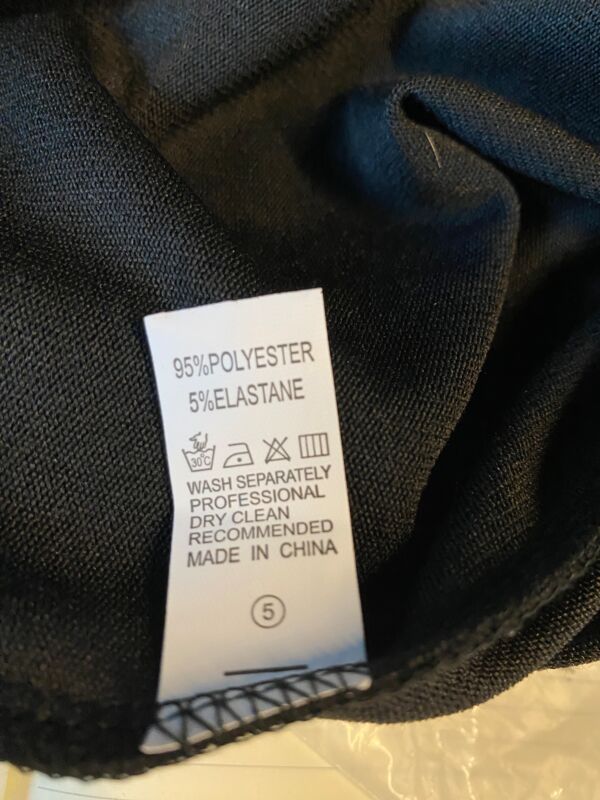 95%POLYESTER
5%ELASTANE
30°C
WASH SEPARATELY
PROFESSIONAL
DRY CLEAN
RECOMMENDED
MADE IN CHINA
5